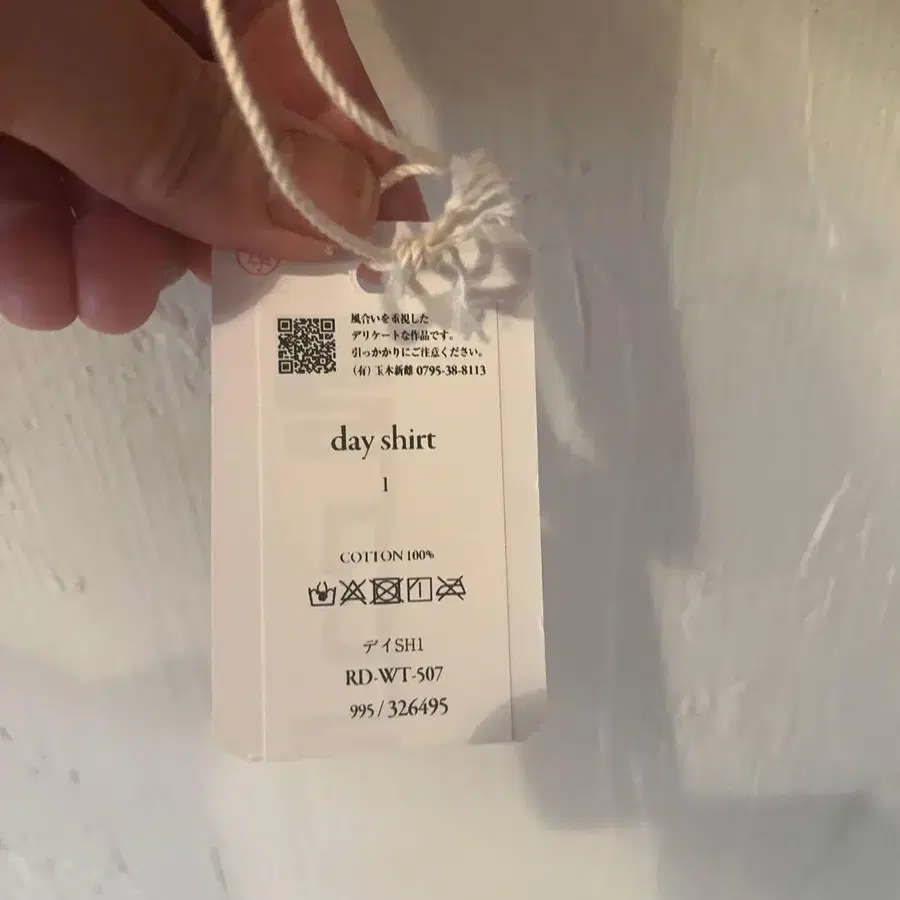 風合いを重視した
デリケートな作品です。
引っかかりにご注意ください。
(有) 玉木新雌 0795-38-8113
day shirt
1
COTTON 100%
デイSH1
RD-WT-507
995 / 326495